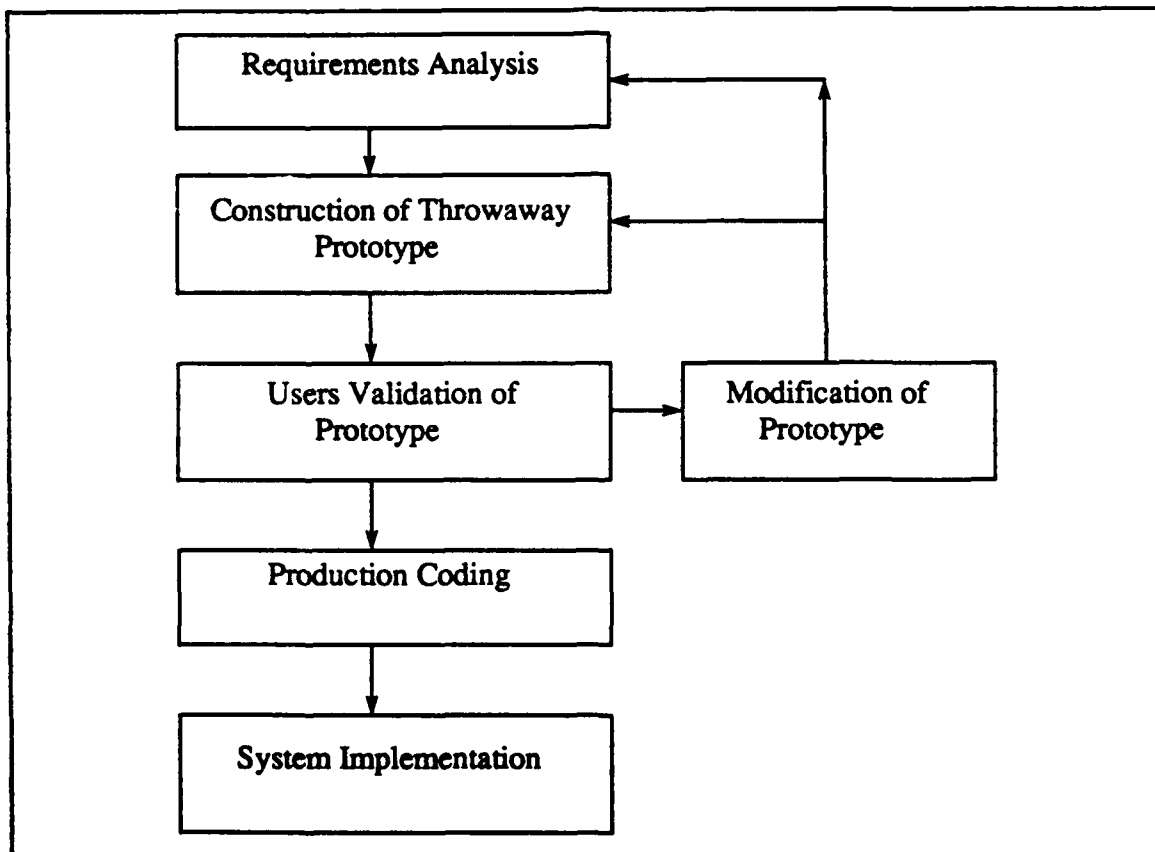 Requirements Analysis
Construction of Throwaway
Prototype
Users Validation of
Prototype
Modification of
Prototype
Production Coding
System Implementation